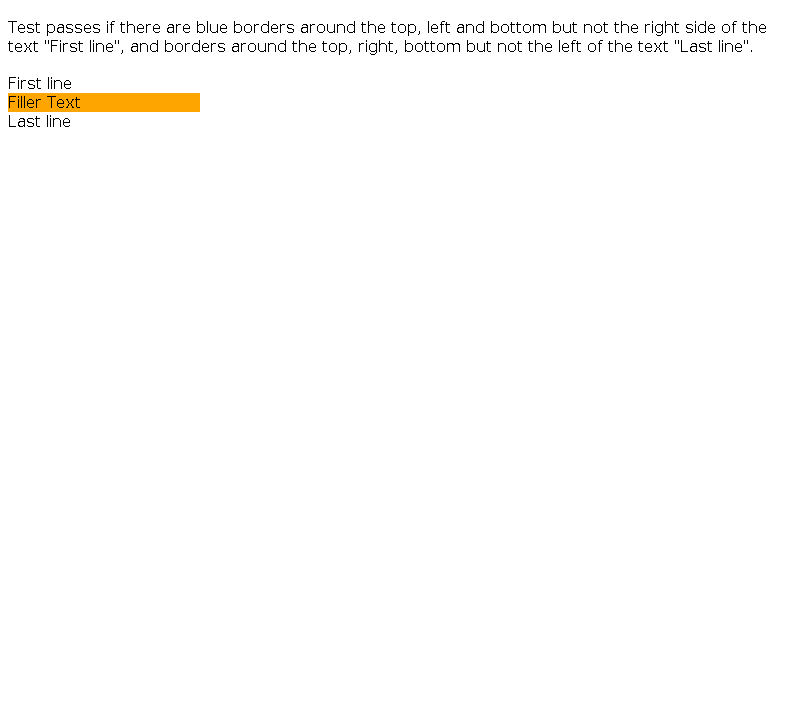 Test passes if there are blue borders around the top, left and bottom but not the right side of the
text "First line", and borders around the top, right, bottom but not the left of the text "Last line".
First line
Filler Text
Last line